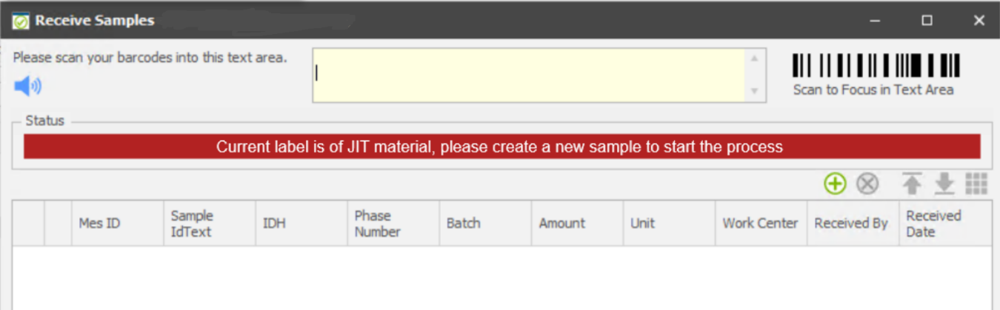 Receive Samples
Please scan your barcodes into this text area.
Scan to Focus in Text Area
Status
Current label is of JIT material, please create a new sample to start the process
Mes ID
Sample
IdText
IDH
Phase
Number
Batch
Amount
Unit
Work Center
Received By
Received
Date